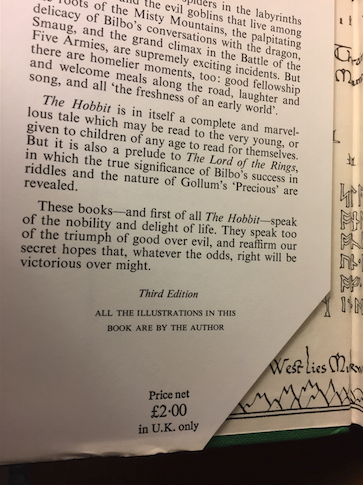 spiders in the labyrinths
roots of the Misty Mountains, the palpitating
and the evil goblins that live among
delicacy of Bilbo's conversations with the dragon,
Smaug, and the grand climax in the Battle of the
Five Armies, are supremely exciting incidents. But
there are homelier moments, too: good fellowship
and welcome meals along the road, laughter and
song, and all 'the freshness of an early world'.
The Hobbit is in itself a complete and marvel-
lous tale which may be read to the very young, or
given to children of any age to read for themselves.
But it is also a prelude to The Lord of the Rings,
in which the true significance of Bilbo's success in
riddles and the nature of Gollum's 'Precious' are
revealed.
These books—and first of all The Hobbit—speak
of the nobility and delight of life. They speak too
of the triumph of good over evil, and reaffirm our
secret hopes that, whatever the odds, right will be
victorious over might.
Third Edition
ALL THE ILLUSTRATIONS IN THIS
BOOK ARE BY THE AUTHOR
Price net
£2·00
in U.K. only
West lies